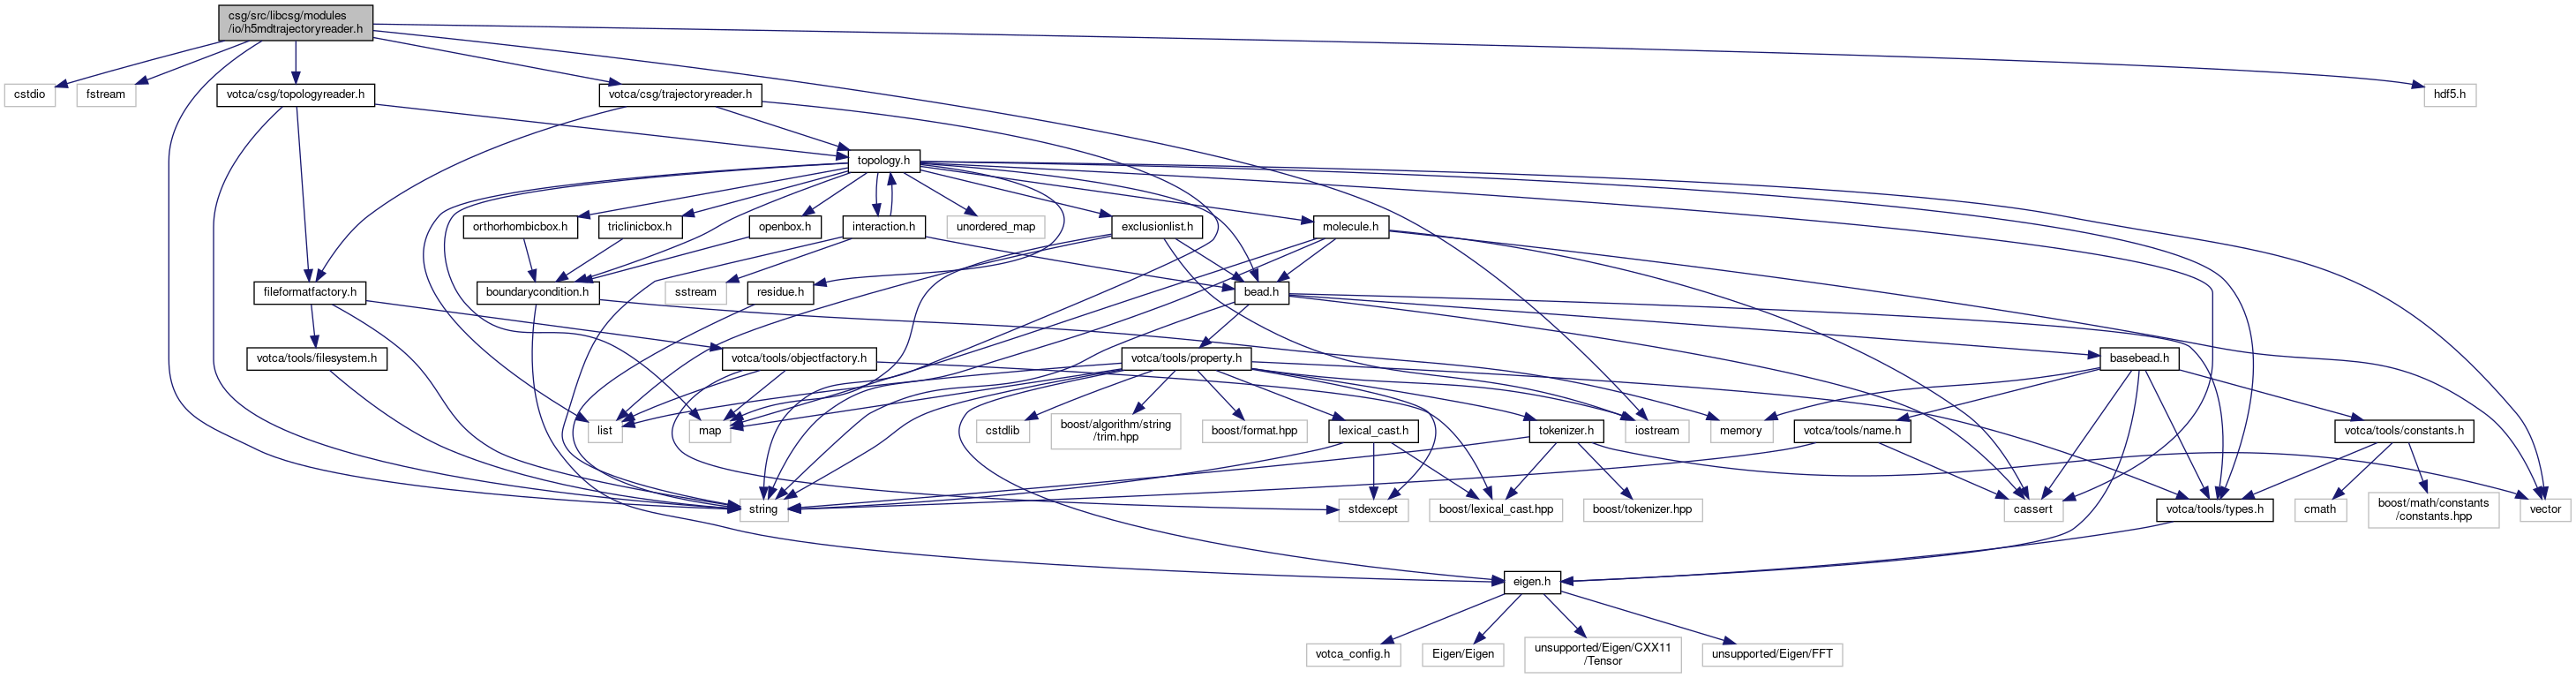 csg/src/libcsg/modules
/io/h5mdtrajectoryreader.h
cstdio
fstream
votca/csg/topologyreader.h
votca/csg/trajectoryreader.h
hdf5.h
topology.h
orthorhombicbox.h
triclinicbox.h
openbox.h
interaction.h
unordered_map
exclusionlist.h
molecule.h
fileformatfactory.h
boundarycondition.h
sstream
residue.h
bead.h
votca/tools/filesystem.h
votca/tools/objectfactory.h
votca/tools/property.h
basebead.h
list
map
cstdlib
boost/algorithm/string
/trim.hpp
boost/format.hpp
lexical_cast.h
tokenizer.h
iostream
memory
votca/tools/name.h
votca/tools/constants.h
string
stdexcept
boost/lexical_cast.hpp
boost/tokenizer.hpp
cassert
votca/tools/types.h
cmath
boost/math/constants
/constants.hpp
vector
eigen.h
votca_config.h
Eigen/Eigen
unsupported/Eigen/CXX11
/Tensor
unsupported/Eigen/FFT